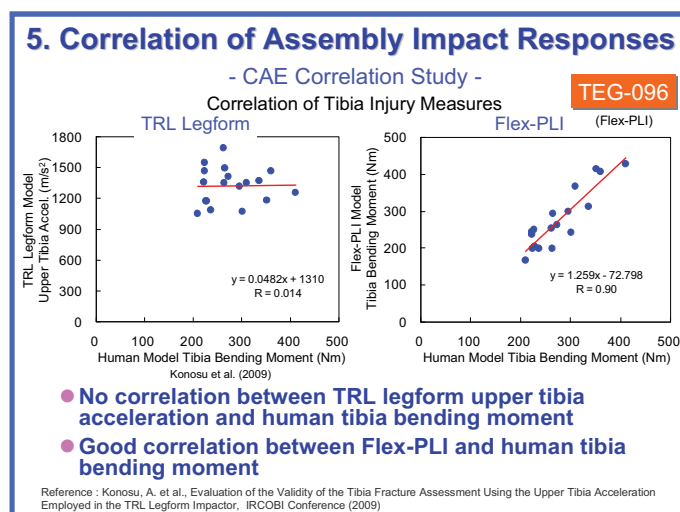 5. Correlation of Assembly Impact Responses
- CAE Correlation Study -
TEG-096
Correlation of Tibia Injury Measures
(Flex-PLI)
TRL Legform
TRL Legform Model
Upper Tibia Accel. (m/s²)
1800
1500
1200
900
600
300
0
y = 0.0482x + 1310
R = 0.014
0 100 200 300 400 500
Human Model Tibia Bending Moment (Nm)
Konosu et al. (2009)
Flex-PLI
Flex-PLI Model
Tibia Bending Moment (Nm)
500
400
300
200
100
0
y = 1.259x - 72.798
R = 0.90
0 100 200 300 400 500
Human Model Tibia Bending Moment (Nm)
No correlation between TRL legform upper tibia
acceleration and human tibia bending moment
Good correlation between Flex-PLI and human tibia
bending moment
Reference : Konosu, A. et al., Evaluation of the Validity of the Tibia Fracture Assessment Using the Upper Tibia Acceleration
Employed in the TRL Legform Impactor, IRCOBI Conference (2009)